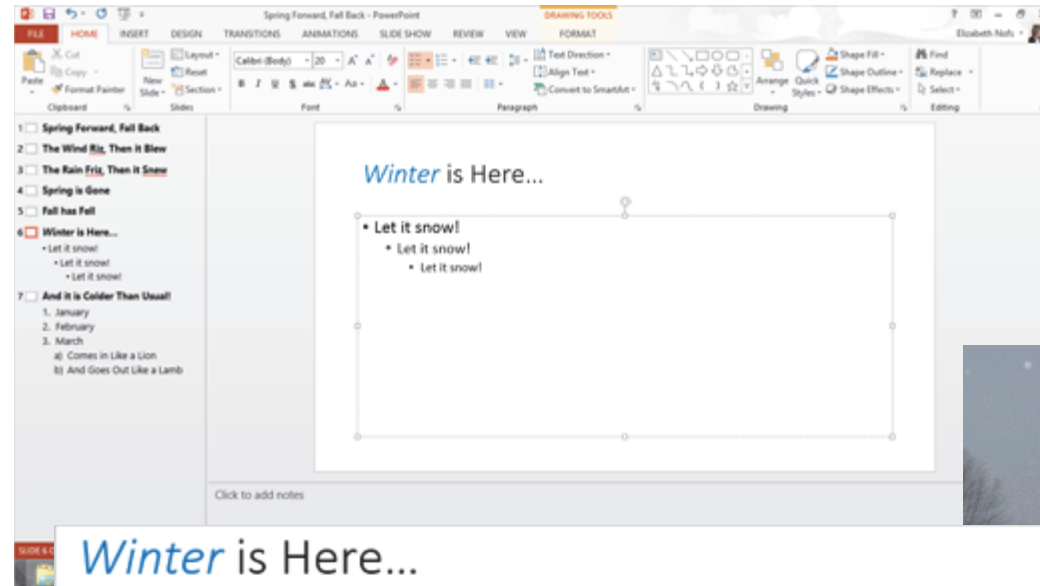 Spring Forward, Fall Back - PowerPoint
DRAWING TOOLS
FILE HOME INSERT DESIGN TRANSITIONS ANIMATIONS SLIDE SHOW REVIEW VIEW FORMAT
Elizabeth
Paste
Cut
Copy
Format Painter
Clipboard
New Slide
Layout
Reset
Section
Slides
Calibri (Body) 20
B I U S abc AV Aa A
Font
Text Direction
Align Text
Convert to SmartArt
Paragraph
Arrange
Quick Styles
Shape Fill
Shape Outline
Shape Effects
Drawing
Find
Replace
Select
Editing
1 Spring Forward, Fall Back
2 The Wind Riz, Then it Blew
3 The Rain Friz, Then it Snew
4 Spring is Gone
5 Fall has Fell
6 Winter is Here...
• Let it snow!
• Let it snow!
• Let it snow!
7 And it is Colder Than Usual!
1. January
2. February
3. March
a) Comes in Like a Lion
b) And Goes Out Like a Lamb
Winter is Here...
• Let it snow!
• Let it snow!
• Let it snow!
Click to add notes
Winter is Here...